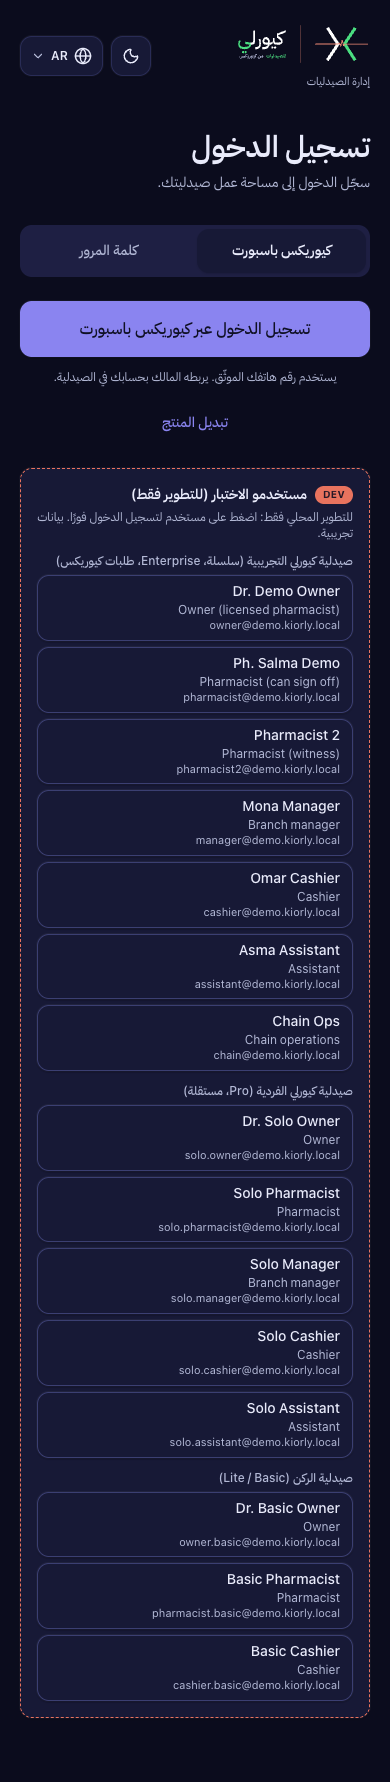 كيورلي
للصيدليات من كيوريكس
إدارة الصيدليات
AR
تسجيل الدخول
سجّل الدخول إلى مساحة عمل صيدليتك.
كيوريكس باسبورت
كلمة المرور
تسجيل الدخول عبر كيوريكس باسبورت
يستخدم رقم هاتفك الموثّق. يربطه المالك بحسابك في الصيدلية.
تبديل المنتج
DEV مستخدمو الاختبار (للتطوير فقط)
للتطوير المحلي فقط: اضغط على مستخدم لتسجيل الدخول فورًا. بيانات
تجريبية.
صيدلية كيورلي التجريبية (سلسلة، Enterprise، طلبات كيوريكس)
Dr. Demo Owner
Owner (licensed pharmacist)
owner@demo.kiorly.local
Ph. Salma Demo
Pharmacist (can sign off)
pharmacist@demo.kiorly.local
Pharmacist 2
Pharmacist (witness)
pharmacist2@demo.kiorly.local
Mona Manager
Branch manager
manager@demo.kiorly.local
Omar Cashier
Cashier
cashier@demo.kiorly.local
Asma Assistant
Assistant
assistant@demo.kiorly.local
Chain Ops
Chain operations
chain@demo.kiorly.local
صيدلية كيورلي الفردية (Pro، مستقلة)
Dr. Solo Owner
Owner
solo.owner@demo.kiorly.local
Solo Pharmacist
Pharmacist
solo.pharmacist@demo.kiorly.local
Solo Manager
Branch manager
solo.manager@demo.kiorly.local
Solo Cashier
Cashier
solo.cashier@demo.kiorly.local
Solo Assistant
Assistant
solo.assistant@demo.kiorly.local
صيدلية الركن (Lite / Basic)
Dr. Basic Owner
Owner
owner.basic@demo.kiorly.local
Basic Pharmacist
Pharmacist
pharmacist.basic@demo.kiorly.local
Basic Cashier
Cashier
cashier.basic@demo.kiorly.local